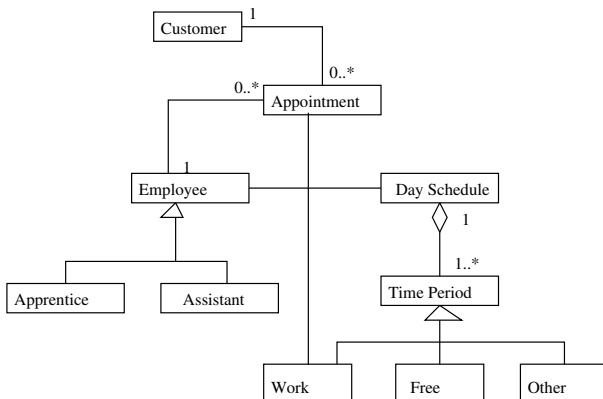 1
Customer
0..*
0..*
Appointment
1
Employee
Day Schedule
1
1..*
Apprentice
Assistant
Time Period
Work
Free
Other